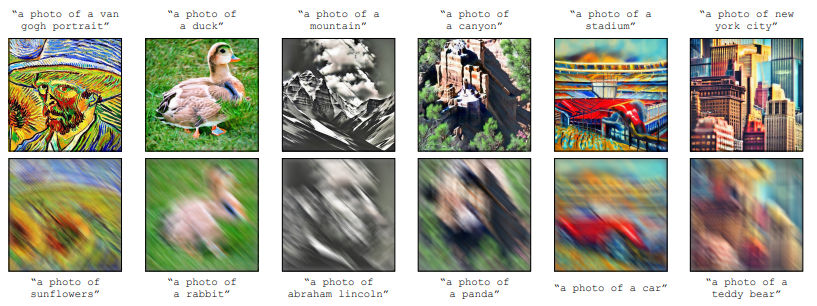 “a photo of a van
gogh portrait”
“a photo of
a duck”
“a photo of a
mountain”
“a photo of
a canyon”
“a photo of a
stadium”
“a photo of new
york city”
“a photo of
sunflowers”
“a photo of
a rabbit”
“a photo of
abraham lincoln”
“a photo of
a panda”
“a photo of a car”
“a photo of a
teddy bear”